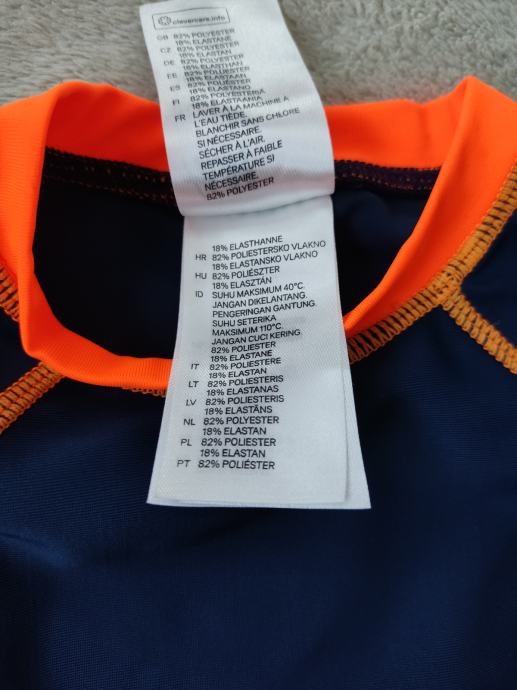 clevercare.info
GB 82% POLYESTER
18% ELASTANE
CZ 82% POLYESTER
18% ELASTAN
DE 82% POLYESTER
18% ELASTHAN
EE 82% POLÜESTER
18% ELASTAAN
ES 82% POLIÉSTER
18% ELASTANO
FI 82% POLYESTERIA
18% ELASTAANIA
FR LAVER À LA MACHINE À
L'EAU TIÈDE.
BLANCHIR SANS CHLORE
SI NÉCESSAIRE.
SÉCHER À L'AIR.
REPASSER À FAIBLE
TEMPÉRATURE SI
NÉCESSAIRE.
82% POLYESTER
18% ELASTHANNE
HR 82% POLIESTERSKO VLAKNO
18% ELASTANSKO VLAKNO
HU 82% POLIÉSZTER
18% ELASZTÁN
ID SUHU MAKSIMUM 40°C.
JANGAN DIKELANTANG.
PENGERINGAN GANTUNG.
SUHU SETERIKA
MAKSIMUM 110°C.
JANGAN CUCI KERING.
82% POLIESTER
18% ELASTANE
IT 82% POLIESTERE
18% ELASTAN
LT 82% POLIESTERIS
18% ELASTANAS
LV 82% POLIESTERIS
18% ELASTĀNS
NL 82% POLYESTER
18% ELASTAN
PL 82% POLIESTER
18% ELASTAN
PT 82% POLIÉSTER